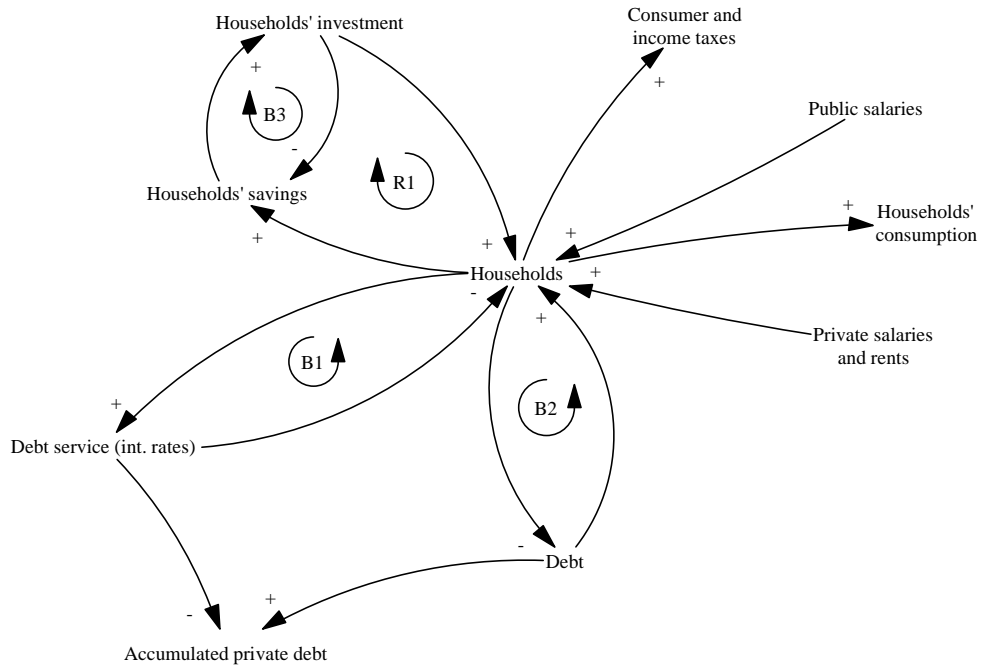 Households' investment
Consumer and
income taxes
+
+
B3
Public salaries
-
R1
Households' savings
+
Households'
consumption
+
+
+
Households
+
-
+
Private salaries
and rents
B1
+
B2
Debt service (int. rates)
-
Debt
+
-
Accumulated private debt